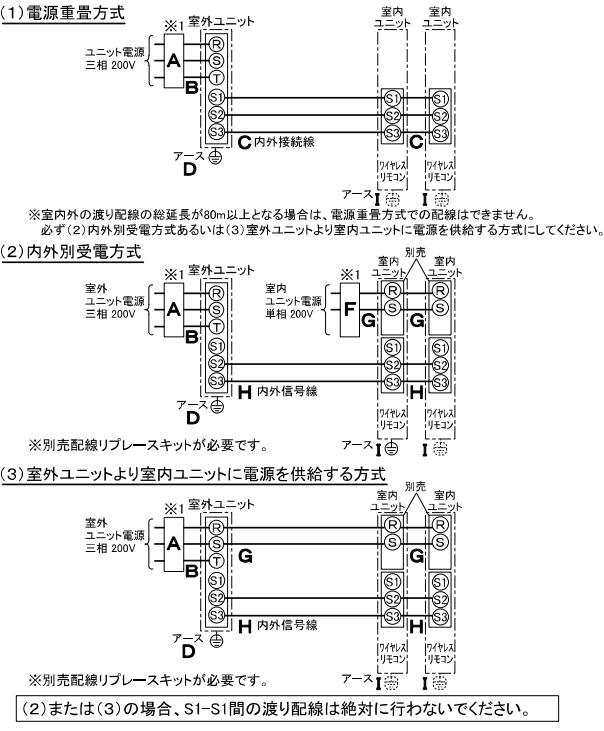 (1)電源重畳方式
※1 室外ユニット
室内
ユニット
室内
ユニット
ユニット電源
三相 200V
A
B
R
S
T
S1
S2
S3
S1
S2
S3
S1
S2
S3
C 内外接続線
C
アース
D
ワイヤレス
リモコン
ワイヤレス
リモコン
アース I
I
※室内外の渡り配線の総延長が80m以上となる場合は、電源重畳方式での配線はできません。
必ず(2)内外別受電方式あるいは(3)室外ユニットより室内ユニットに電源を供給する方式にしてください。
(2)内外別受電方式
※1 室外ユニット
※1
室内
ユニット
別売
室内
ユニット
室外
ユニット電源
三相 200V
A
B
R
S
T
S1
S2
S3
室内
ユニット電源
単相 200V
F
G
R
S
G
R
S
S1
S2
S3
S1
S2
S3
H 内外信号線
H
アース
D
ワイヤレス
リモコン
ワイヤレス
リモコン
※別売配線リプレースキットが必要です。
アース I
I
(3)室外ユニットより室内ユニットに電源を供給する方式
※1 室外ユニット
室内
ユニット
別売
室内
ユニット
室外
ユニット電源
三相 200V
A
B
R
S
T
S1
S2
S3
G
R
S
G
R
S
S1
S2
S3
S1
S2
S3
H 内外信号線
H
アース
D
ワイヤレス
リモコン
ワイヤレス
リモコン
※別売配線リプレースキットが必要です。
アース I
I
(2)または(3)の場合、S1-S1間の渡り配線は絶対に行わないでください。